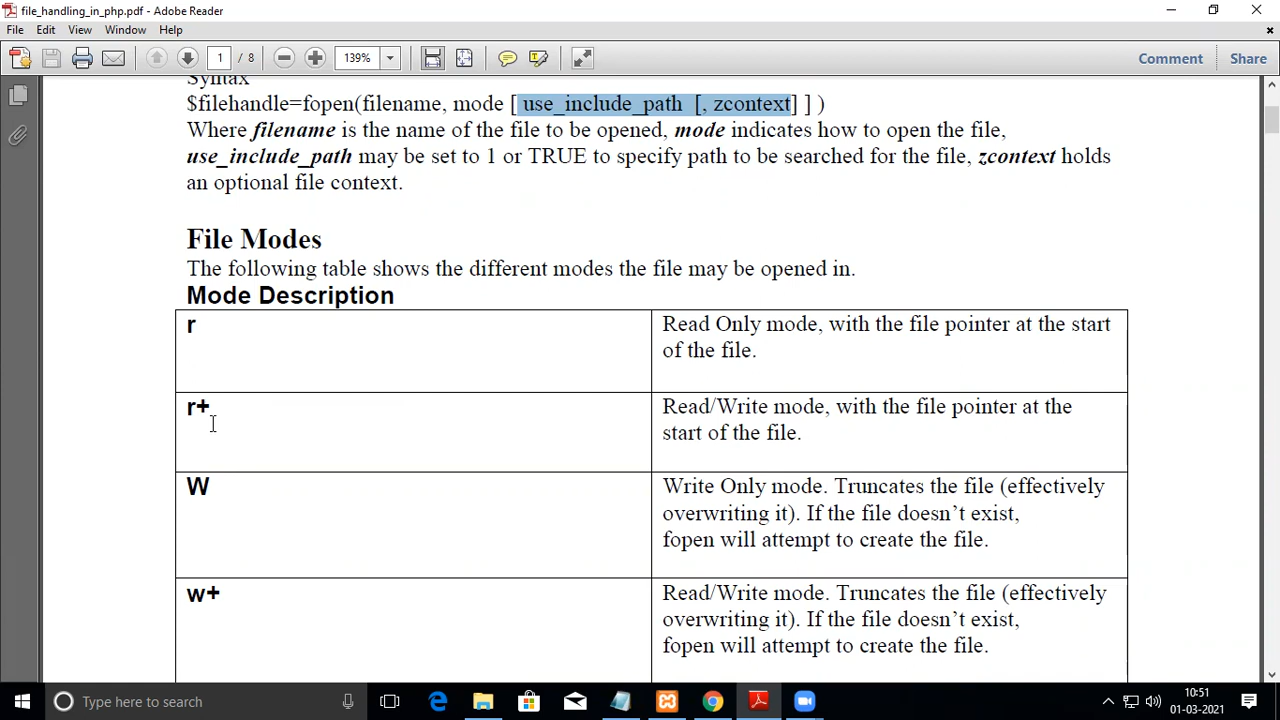 file_handling_in_php.pdf - Adobe Reader
File Edit View Window Help
1 / 8 139% Comment Share
Syntax
$filehandle=fopen(filename, mode [ use_include_path [, zcontext] ] )
Where filename is the name of the file to be opened, mode indicates how to open the file,
use_include_path may be set to 1 or TRUE to specify path to be searched for the file, zcontext holds
an optional file context.
File Modes
The following table shows the different modes the file may be opened in.
Mode Description
r
Read Only mode, with the file pointer at the start
of the file.
r+
Read/Write mode, with the file pointer at the
start of the file.
W
Write Only mode. Truncates the file (effectively
overwriting it). If the file doesn’t exist,
fopen will attempt to create the file.
w+
Read/Write mode. Truncates the file (effectively
overwriting it). If the file doesn’t exist,
fopen will attempt to create the file.
Type here to search
10:51
01-03-2021